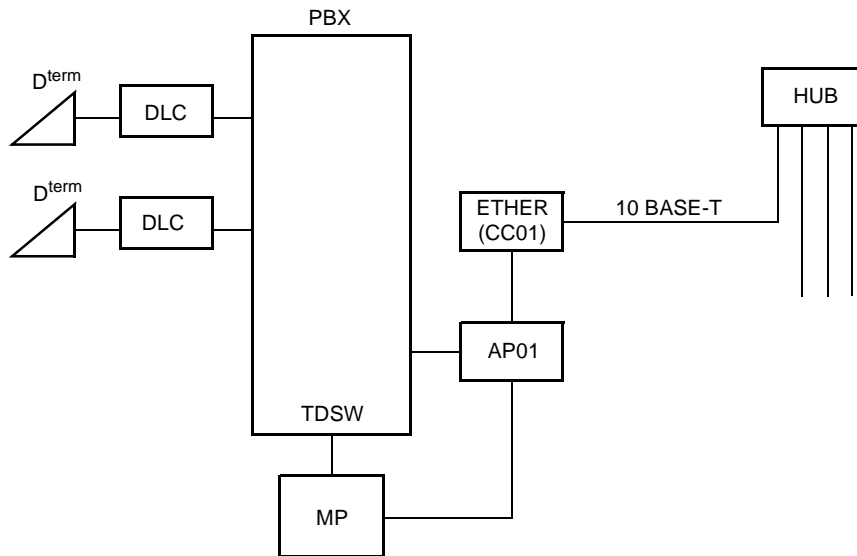 PBX
D^term
DLC
HUB
D^term
DLC
ETHER
(CC01)
10 BASE-T
AP01
TDSW
MP